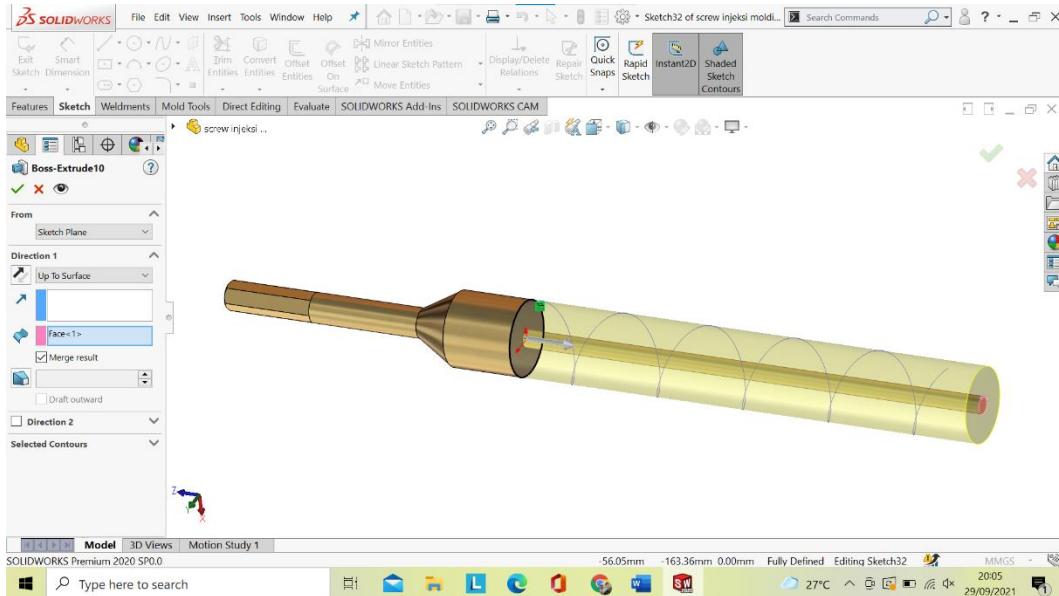 SOLIDWORKS File Edit View Insert Tools Window Help Sketch32 of screw injeksi moldi... Search Commands
Exit Sketch
Smart Dimension
Trim Entities
Convert Entities
Offset Entities
Offset On Surface
Mirror Entities
Linear Sketch Pattern
Move Entities
Display/Delete Relations
Repair Sketch
Quick Snaps
Rapid Sketch
Instant2D
Shaded Sketch Contours
Features Sketch Weldments Mold Tools Direct Editing Evaluate SOLIDWORKS Add-Ins SOLIDWORKS CAM
screw injeksi ...
Boss-Extrude10
From
Sketch Plane
Direction 1
Up To Surface
Face<1>
Merge result
Draft outward
Direction 2
Selected Contours
Z
Y
X
Model 3D Views Motion Study 1
SOLIDWORKS Premium 2020 SP0.0 -56.05mm -163.36mm 0.00mm Fully Defined Editing Sketch32 MMGS
Type here to search 27°C 20:05
29/09/2021